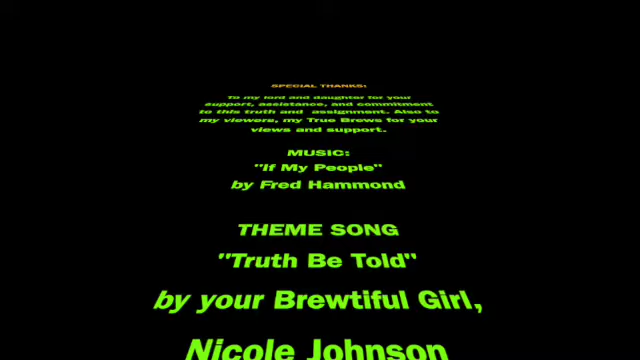 SPECIAL THANKS:
To my lord and daughter for your
support, assistance, and commitment
to this truth and assignment. Also to
my viewers, my True Brews for your
views and support.
MUSIC:
"If My People"
by Fred Hammond
THEME SONG
"Truth Be Told"
by your Brewtiful Girl,
Nicole Johnson